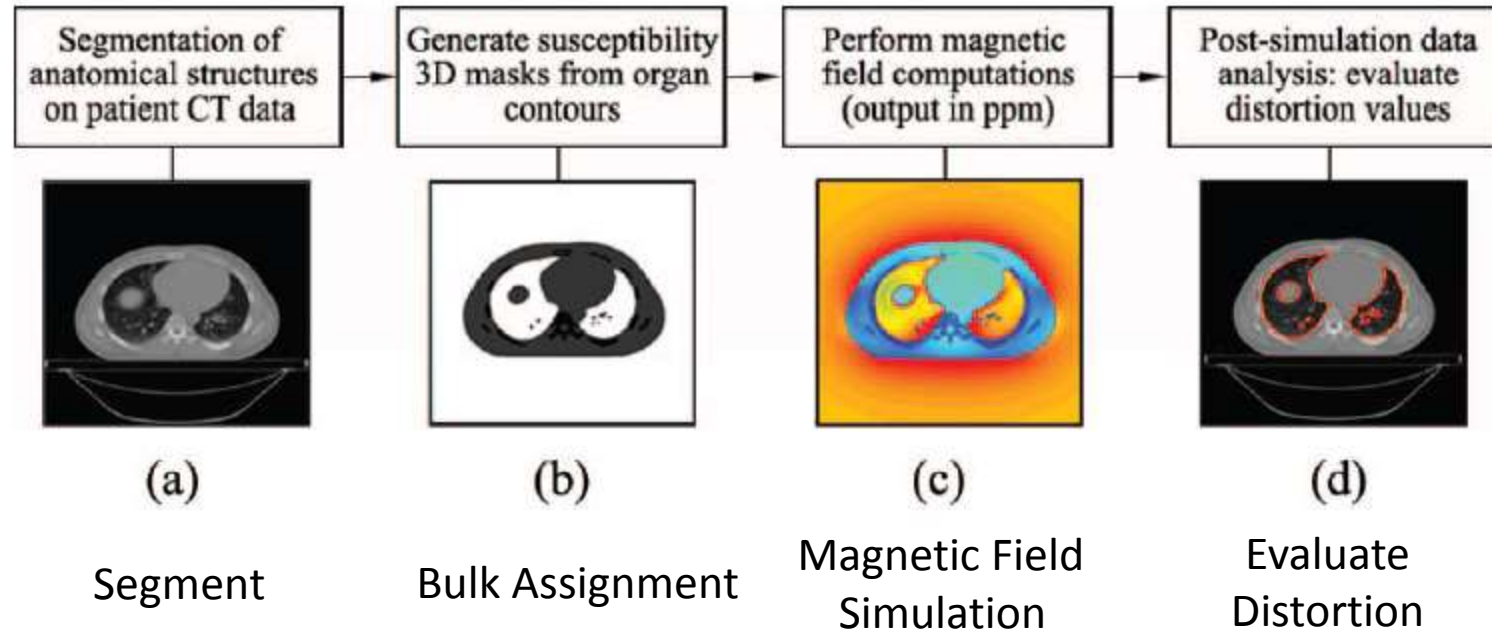 Segmentation of
anatomical structures
on patient CT data
Generate susceptibility
3D masks from organ
contours
Perform magnetic
field computations
(output in ppm)
Post-simulation data
analysis: evaluate
distortion values
(a)
(b)
(c)
(d)
Segment
Bulk Assignment
Magnetic Field
Simulation
Evaluate
Distortion